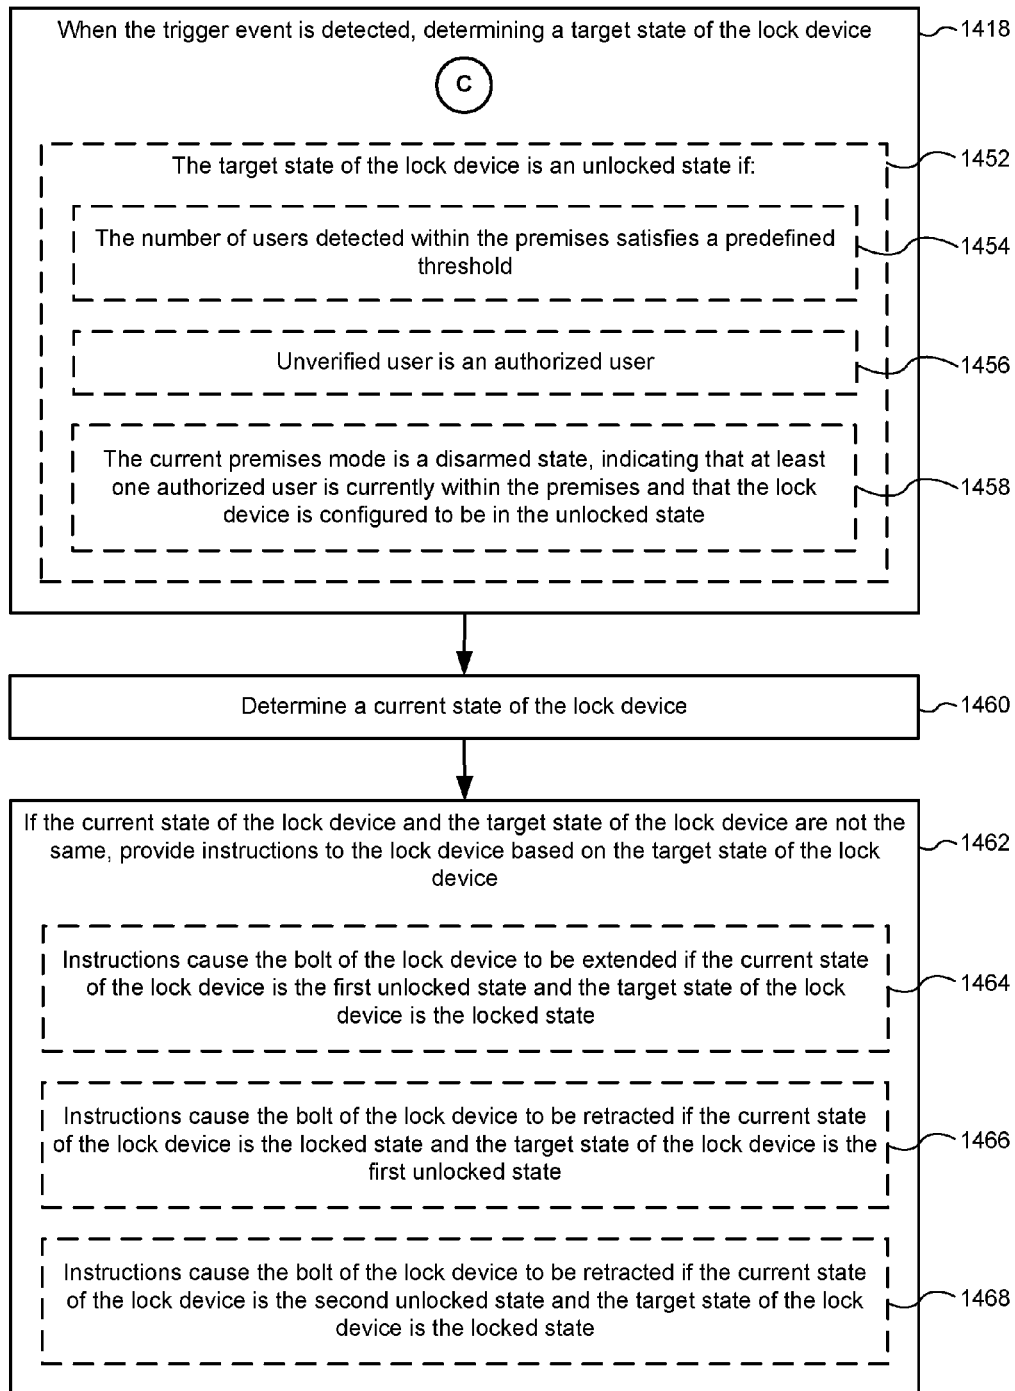 When the trigger event is detected, determining a target state of the lock device
1418
C
The target state of the lock device is an unlocked state if:
1452
The number of users detected within the premises satisfies a predefined
threshold
1454
Unverified user is an authorized user
1456
The current premises mode is a disarmed state, indicating that at least
one authorized user is currently within the premises and that the lock
device is configured to be in the unlocked state
1458
Determine a current state of the lock device
1460
If the current state of the lock device and the target state of the lock device are not the
same, provide instructions to the lock device based on the target state of the lock
device
1462
Instructions cause the bolt of the lock device to be extended if the current state
of the lock device is the first unlocked state and the target state of the lock
device is the locked state
1464
Instructions cause the bolt of the lock device to be retracted if the current state
of the lock device is the locked state and the target state of the lock device is the
first unlocked state
1466
Instructions cause the bolt of the lock device to be retracted if the current state
of the lock device is the second unlocked state and the target state of the lock
device is the locked state
1468